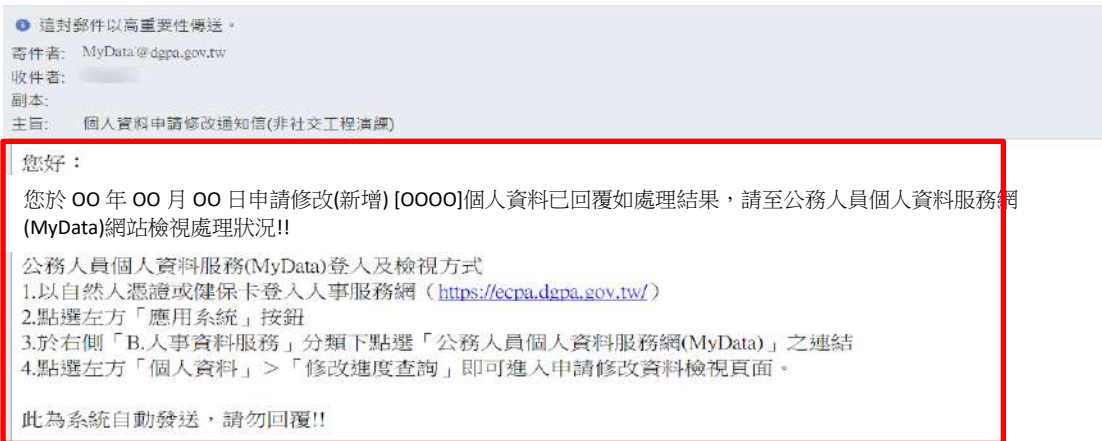 這封郵件以高重要性傳送。
寄件者: MyData@dgpa.gov.tw
收件者:
副本:
主旨: 個人資料申請修改通知信(非社交工程演練)
您好：
您於 OO 年 OO 月 OO 日申請修改(新增) [OOOO]個人資料已回覆如處理結果，請至公務人員個人資料服務網
(MyData)網站檢視處理狀況!!
公務人員個人資料服務(MyData)登入及檢視方式
1.以自然人憑證或健保卡登入人事服務網（https://ecpa.dgpa.gov.tw/）
2.點選左方「應用系統」按鈕
3.於右側「B.人事資料服務」分類下點選「公務人員個人資料服務網(MyData)」之連結
4.點選左方「個人資料」＞「修改進度查詢」即可進入申請修改資料檢視頁面。
此為系統自動發送，請勿回覆!!